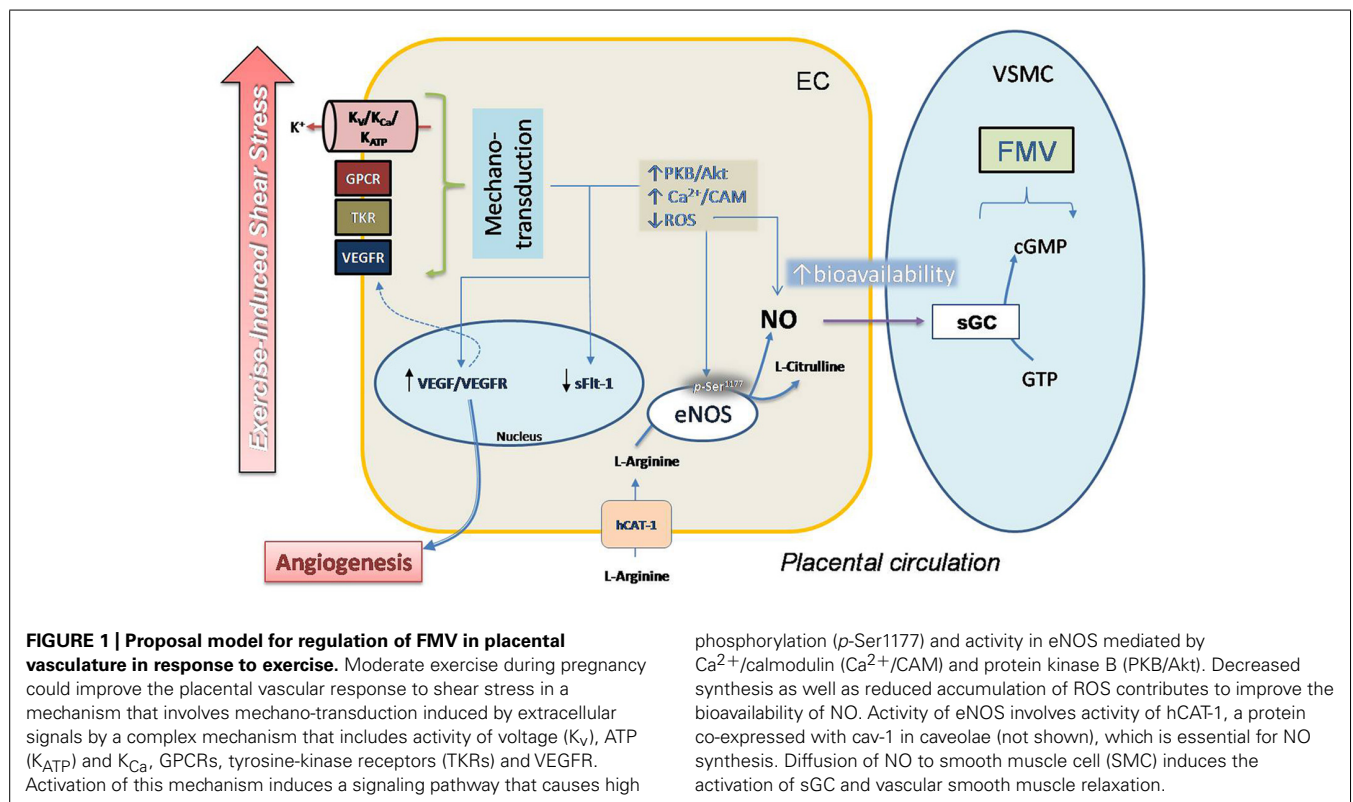 Exercise-Induced Shear Stress
K⁺
Kᵥ/K_Ca/
K_ATP
GPCR
TKR
VEGFR
Mechano-
transduction
EC
↑PKB/Akt
↑ Ca²⁺/CAM
↓ROS
↑bioavailability
NO
L-Citrulline
p-Ser¹¹⁷⁷
eNOS
↑ VEGF/VEGFR
↓ sFlt-1
Nucleus
L-Arginine
hCAT-1
L-Arginine
Angiogenesis
Placental circulation
VSMC
FMV
cGMP
sGC
GTP
FIGURE 1 | Proposal model for regulation of FMV in placental
vasculature in response to exercise. Moderate exercise during pregnancy
could improve the placental vascular response to shear stress in a
mechanism that involves mechano-transduction induced by extracellular
signals by a complex mechanism that includes activity of voltage (Kᵥ), ATP
(K_ATP) and K_Ca, GPCRs, tyrosine-kinase receptors (TKRs) and VEGFR.
Activation of this mechanism induces a signaling pathway that causes high
phosphorylation (p-Ser1177) and activity in eNOS mediated by
Ca²⁺/calmodulin (Ca²⁺/CAM) and protein kinase B (PKB/Akt). Decreased
synthesis as well as reduced accumulation of ROS contributes to improve the
bioavailability of NO. Activity of eNOS involves activity of hCAT-1, a protein
co-expressed with cav-1 in caveolae (not shown), which is essential for NO
synthesis. Diffusion of NO to smooth muscle cell (SMC) induces the
activation of sGC and vascular smooth muscle relaxation.